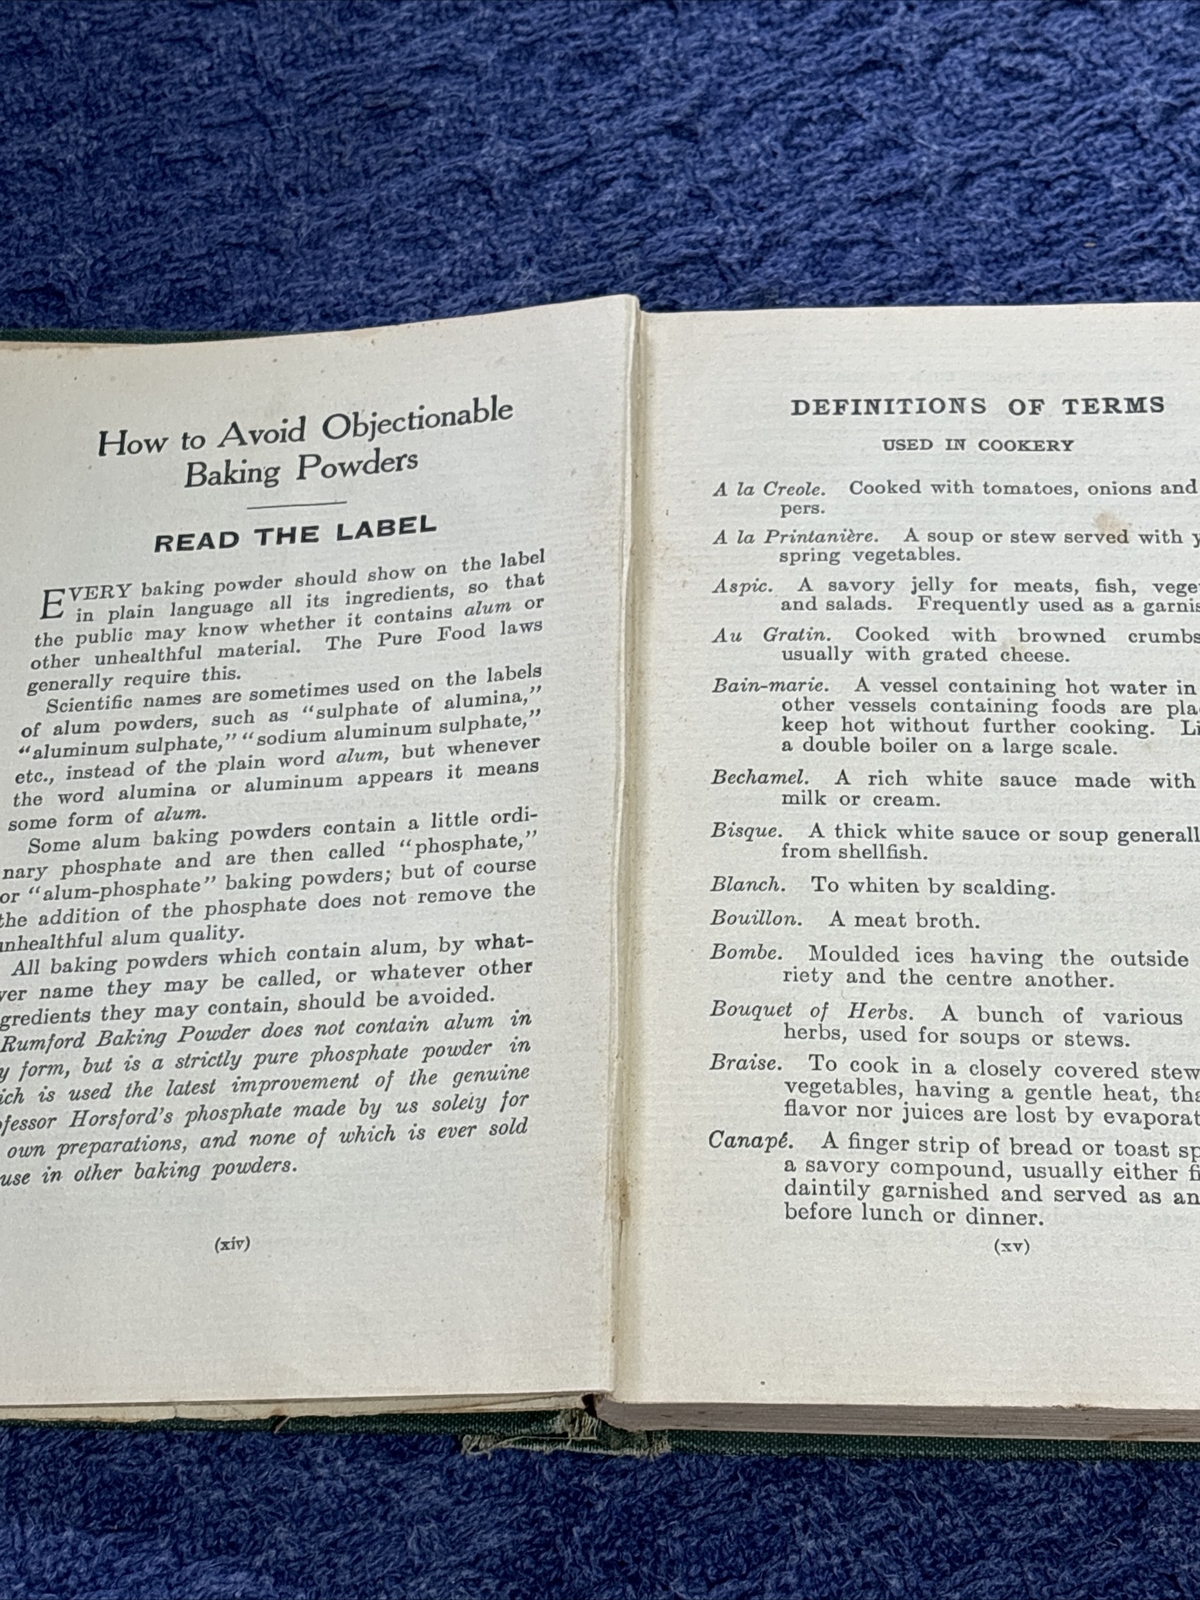 How to Avoid Objectionable
Baking Powders
READ THE LABEL
EVERY baking powder should show on the label
in plain language all its ingredients, so that
the public may know whether it contains alum or
other unhealthful material. The Pure Food laws
generally require this.
Scientific names are sometimes used on the labels
of alum powders, such as "sulphate of alumina,"
"aluminum sulphate," "sodium aluminum sulphate,"
etc., instead of the plain word alum, but whenever
the word alumina or aluminum appears it means
some form of alum.
Some alum baking powders contain a little ordi-
nary phosphate and are then called "phosphate,"
or "alum-phosphate" baking powders; but of course
the addition of the phosphate does not remove the
unhealthful alum quality.
All baking powders which contain alum, by what-
ver name they may be called, or whatever other
gredients they may contain, should be avoided.
Rumford Baking Powder does not contain alum in
y form, but is a strictly pure phosphate powder in
ich is used the latest improvement of the genuine
ofessor Horsford's phosphate made by us solely for
own preparations, and none of which is ever sold
use in other baking powders.
(xiv)
DEFINITIONS OF TERMS
USED IN COOKERY
A la Creole. Cooked with tomatoes, onions and
pers.
A la Printanière. A soup or stew served with y
spring vegetables.
Aspic. A savory jelly for meats, fish, veget
and salads. Frequently used as a garnis
Au Gratin. Cooked with browned crumbs
usually with grated cheese.
Bain-marie. A vessel containing hot water in
other vessels containing foods are pla
keep hot without further cooking. Li
a double boiler on a large scale.
Bechamel. A rich white sauce made with
milk or cream.
Bisque. A thick white sauce or soup generall
from shellfish.
Blanch. To whiten by scalding.
Bouillon. A meat broth.
Bombe. Moulded ices having the outside
riety and the centre another.
Bouquet of Herbs. A bunch of various
herbs, used for soups or stews.
Braise. To cook in a closely covered stew
vegetables, having a gentle heat, tha
flavor nor juices are lost by evaporat
Canapé. A finger strip of bread or toast sp
a savory compound, usually either fi
daintily garnished and served as an
before lunch or dinner.
(xv)